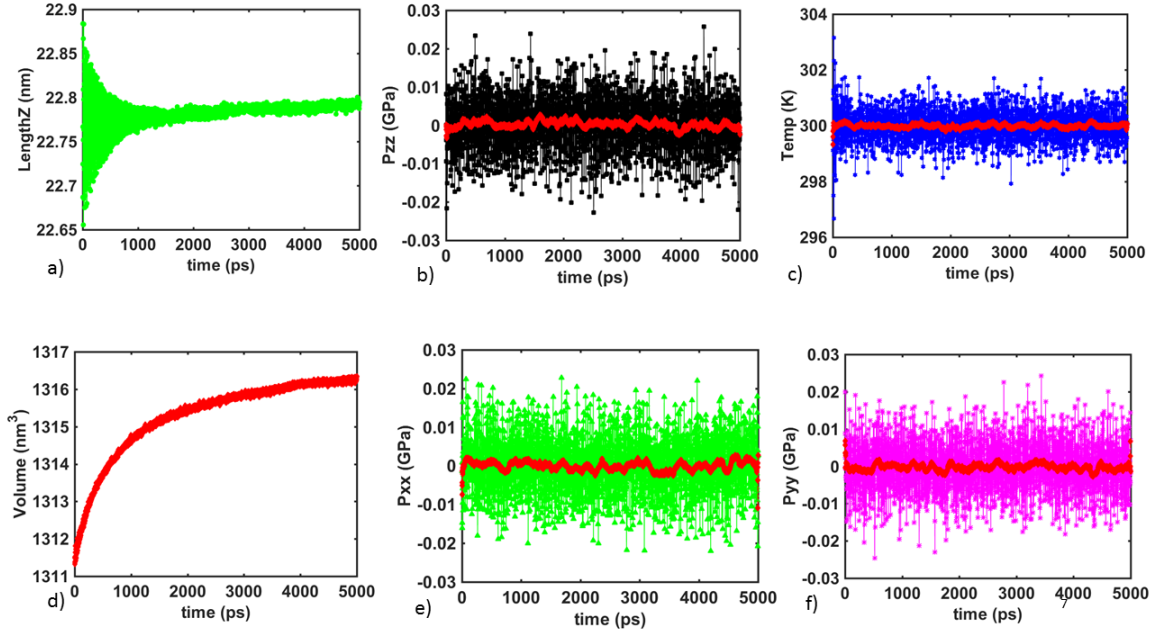 22.9
22.85
22.8
22.75
22.7
22.65
LengthZ (nm)
0 1000 2000 3000 4000 5000
time (ps)
a)
0.03
0.02
0.01
0
-0.01
-0.02
-0.03
Pzz (GPa)
0 1000 2000 3000 4000 5000
time (ps)
b)
304
302
300
298
296
Temp (K)
0 1000 2000 3000 4000 5000
time (ps)
c)
1317
1316
1315
1314
1313
1312
1311
Volume (nm³)
0 1000 2000 3000 4000 5000
time (ps)
d)
0.03
0.02
0.01
0
-0.01
-0.02
-0.03
Pxx (GPa)
0 1000 2000 3000 4000 5000
time (ps)
e)
0.03
0.02
0.01
0
-0.01
-0.02
-0.03
Pyy (GPa)
0 1000 2000 3000 4000 5000
time (ps)
f)
7